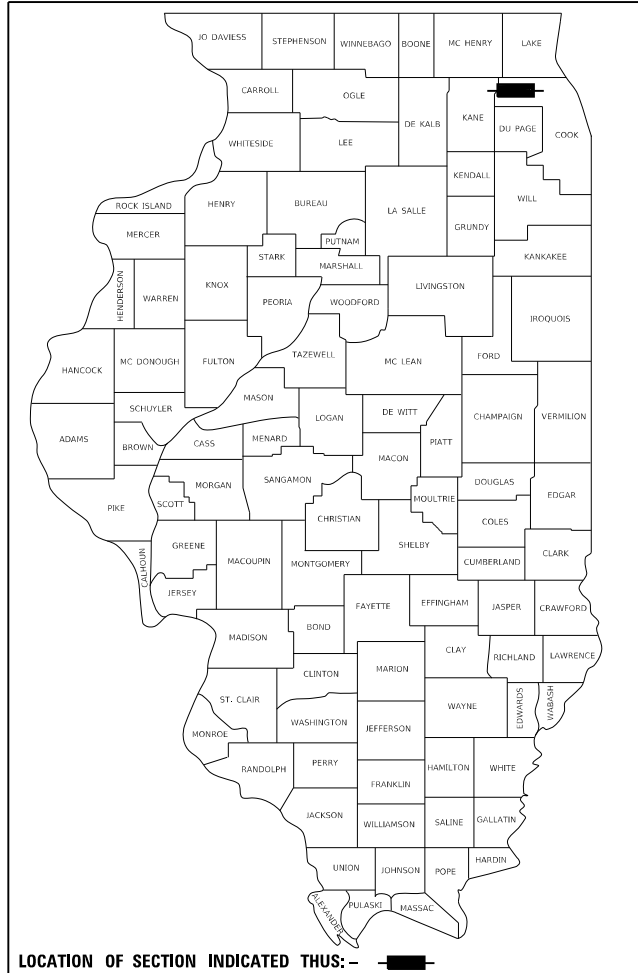 JO DAVIESS
STEPHENSON
WINNEBAGO
BOONE
MC HENRY
LAKE
CARROLL
OGLE
DE KALB
KANE
DU PAGE
COOK
WHITESIDE
LEE
KENDALL
WILL
ROCK ISLAND
HENRY
BUREAU
LA SALLE
GRUNDY
MERCER
PUTNAM
STARK
MARSHALL
KANKAKEE
HENDERSON
WARREN
KNOX
PEORIA
WOODFORD
LIVINGSTON
IROQUOIS
HANCOCK
MC DONOUGH
FULTON
TAZEWELL
MC LEAN
FORD
MASON
SCHUYLER
LOGAN
DE WITT
CHAMPAIGN
VERMILION
ADAMS
BROWN
CASS
MENARD
PIATT
MACON
PIKE
SCOTT
MORGAN
SANGAMON
MOULTRIE
DOUGLAS
EDGAR
CHRISTIAN
COLES
CALHOUN
GREENE
MACOUPIN
MONTGOMERY
SHELBY
CUMBERLAND
CLARK
JERSEY
FAYETTE
EFFINGHAM
JASPER
CRAWFORD
MADISON
BOND
CLAY
RICHLAND
LAWRENCE
CLINTON
MARION
ST. CLAIR
WAYNE
EDWARDS
WABASH
WASHINGTON
JEFFERSON
MONROE
RANDOLPH
PERRY
HAMILTON
WHITE
FRANKLIN
JACKSON
WILLIAMSON
SALINE
GALLATIN
UNION
JOHNSON
POPE
HARDIN
ALEXANDER
PULASKI
MASSAC
LOCATION OF SECTION INDICATED THUS: -